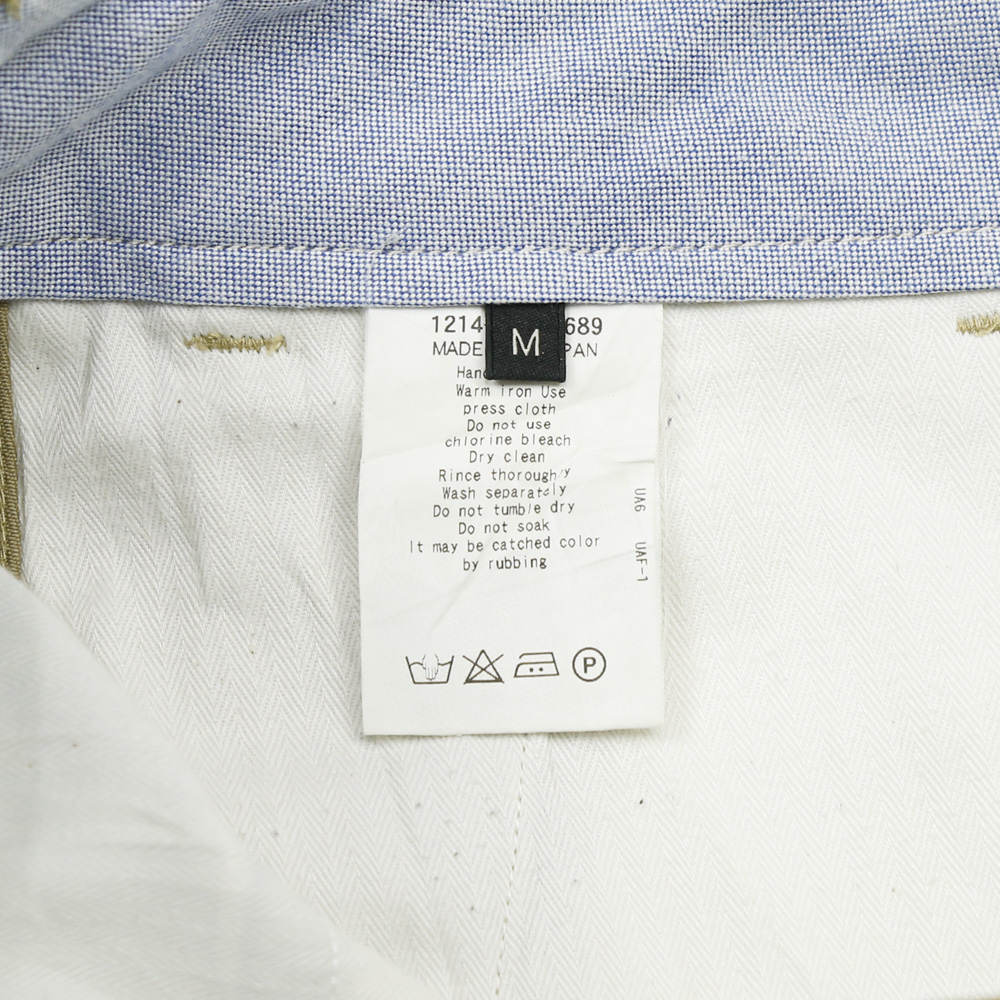 1214
689
M
MADE
PAN
Warm iron Use
press cloth
Do not use
chlorine bleach
Dry clean
Rince thoroughly
Wash separately
Do not tumble dry
Do not soak
It may be catched color
by rubbing
UA6 UAF-1
P